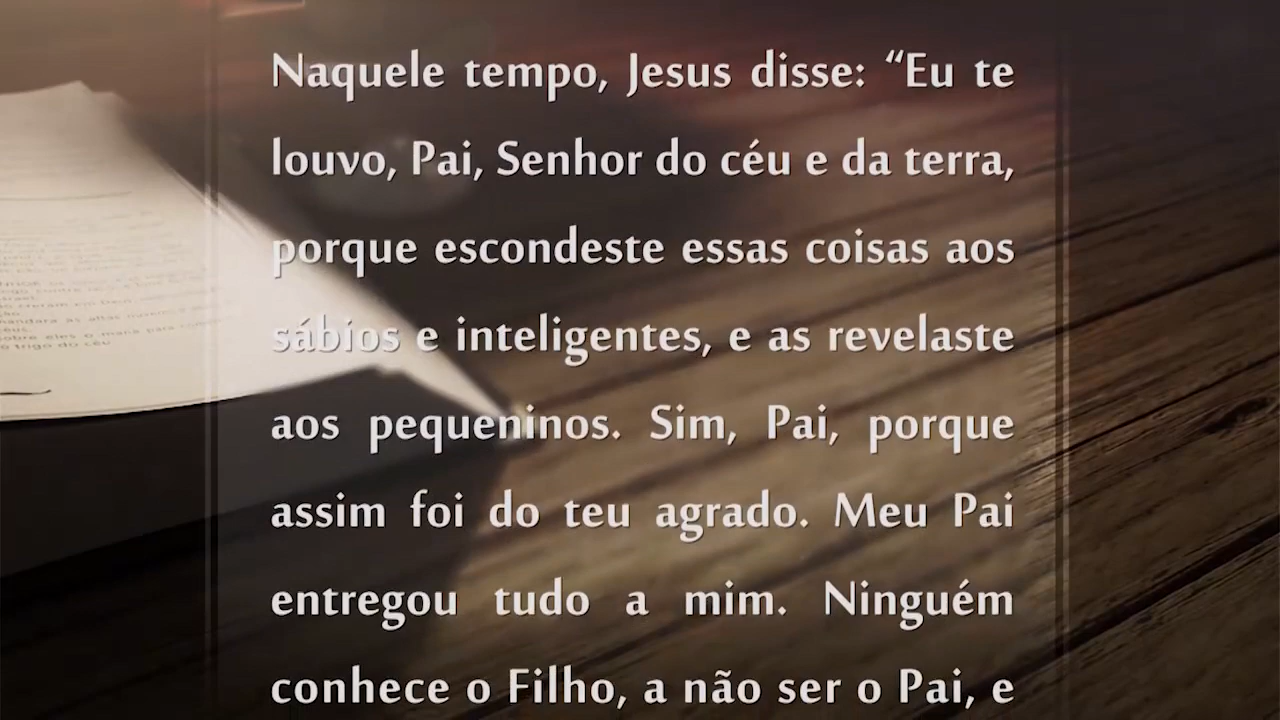 Naquele tempo, Jesus disse: “Eu te
louvo, Pai, Senhor do céu e da terra,
porque escondeste essas coisas aos
sábios e inteligentes, e as revelaste
aos pequeninos. Sim, Pai, porque
assim foi do teu agrado. Meu Pai
entregou tudo a mim. Ninguém
conhece o Filho, a não ser o Pai, e